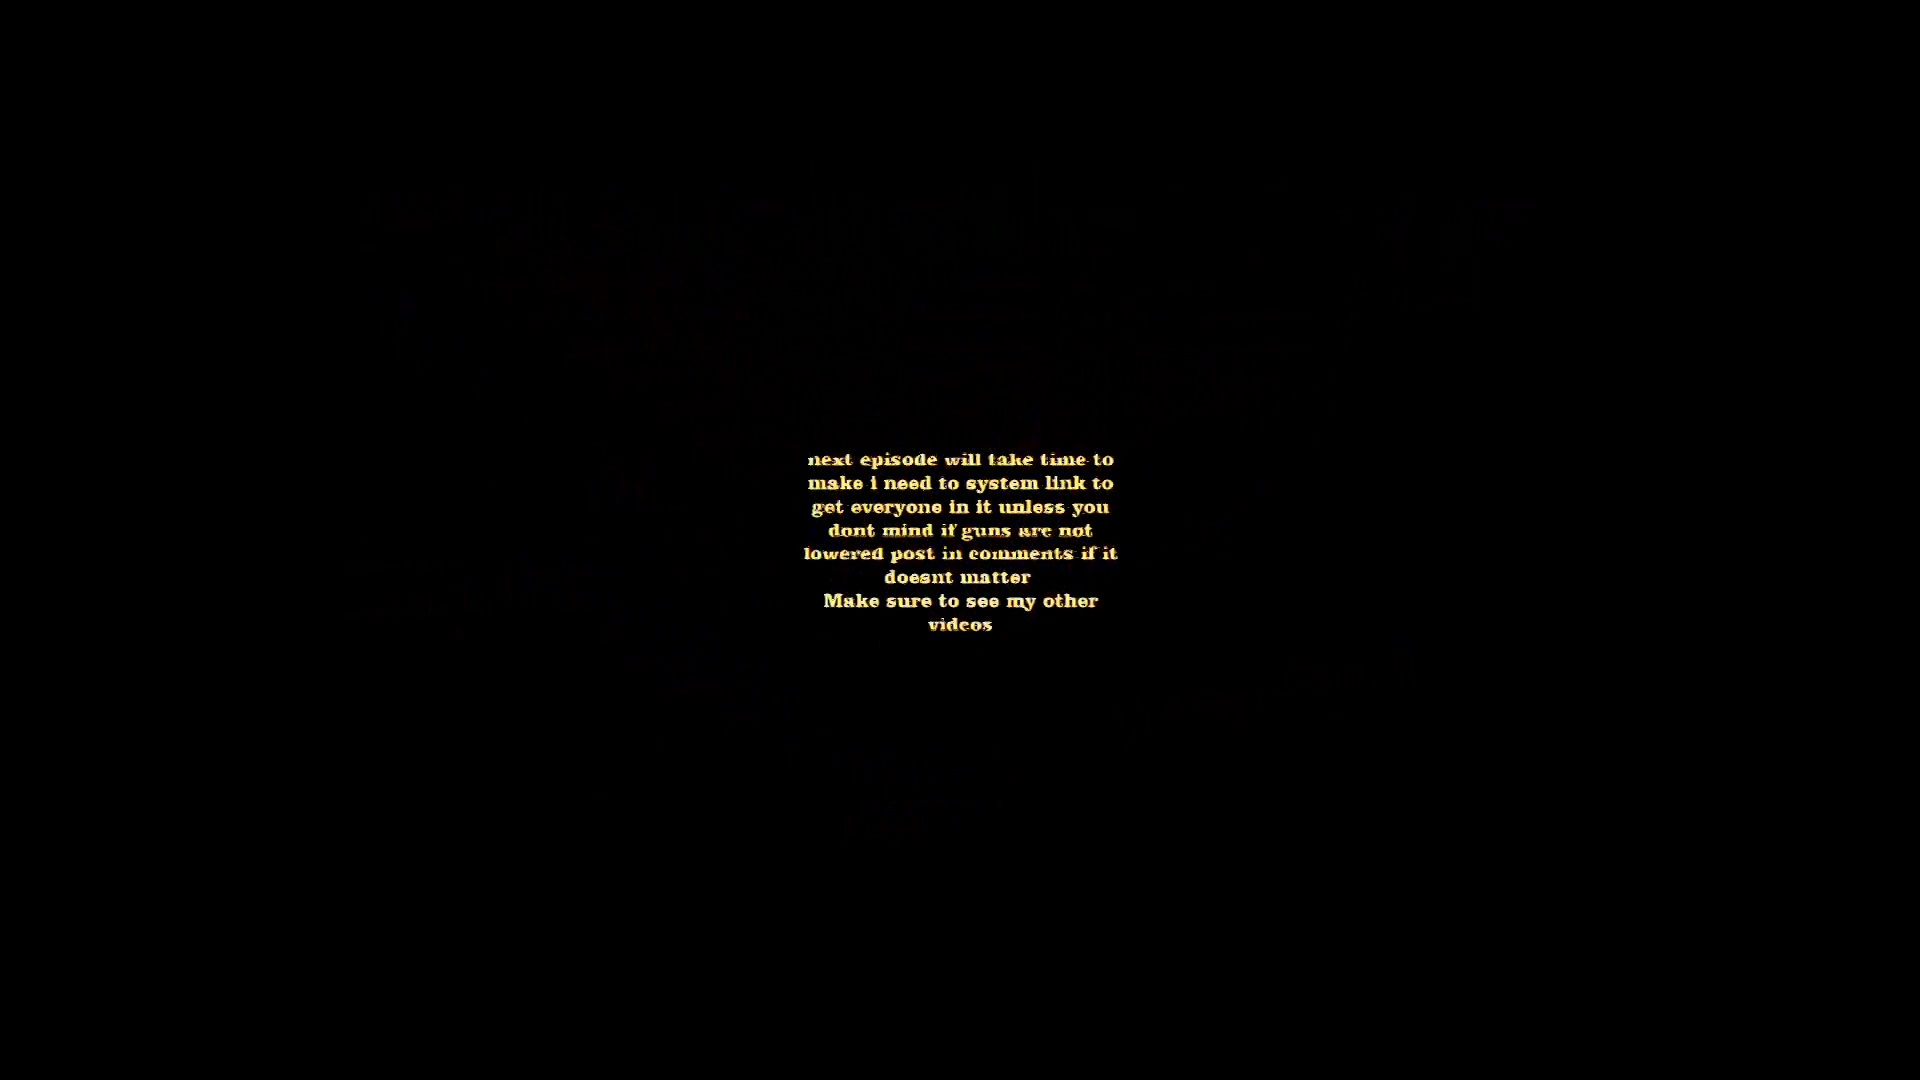 next episode will take time to
make i need to system link to
get everyone in it unless you
dont mind if guns are not
lowered post in comments if it
doesnt matter
Make sure to see my other
videos